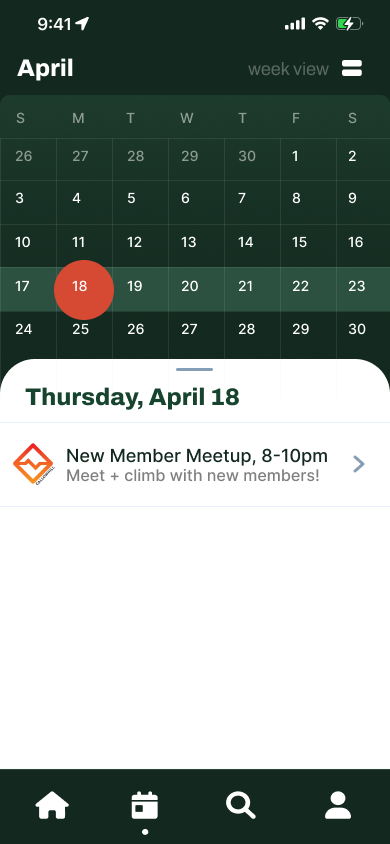 9:41
April
week view
S M T W T F S
26 27 28 29 30 1 2
3 4 5 6 7 8 9
10 11 12 13 14 15 16
17 18 19 20 21 22 23
24 25 26 27 28 29 30
Thursday, April 18
New Member Meetup, 8-10pm
Meet + climb with new members!